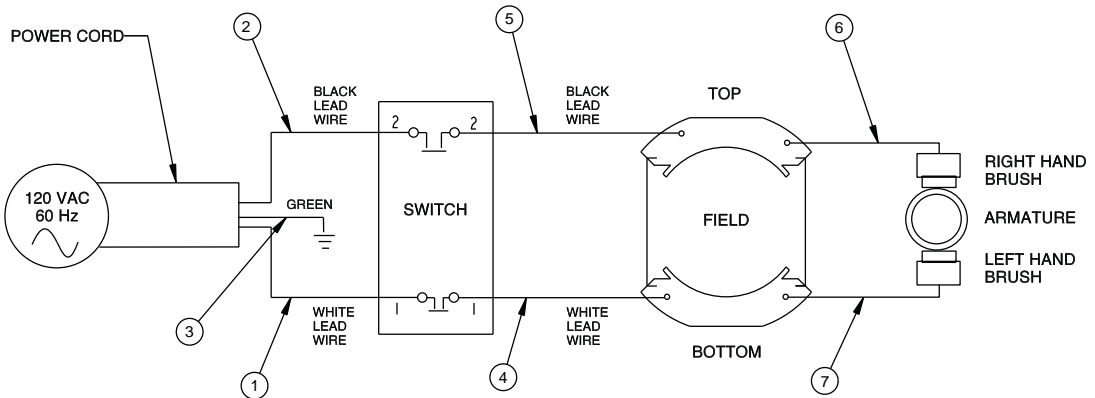 POWER CORD
2
5
6
BLACK
LEAD
WIRE
BLACK
LEAD
WIRE
TOP
2
2
RIGHT HAND
BRUSH
120 VAC
60 Hz
GREEN
SWITCH
FIELD
ARMATURE
LEFT HAND
BRUSH
1
1
WHITE
LEAD
WIRE
WHITE
LEAD
WIRE
3
BOTTOM
1
4
7